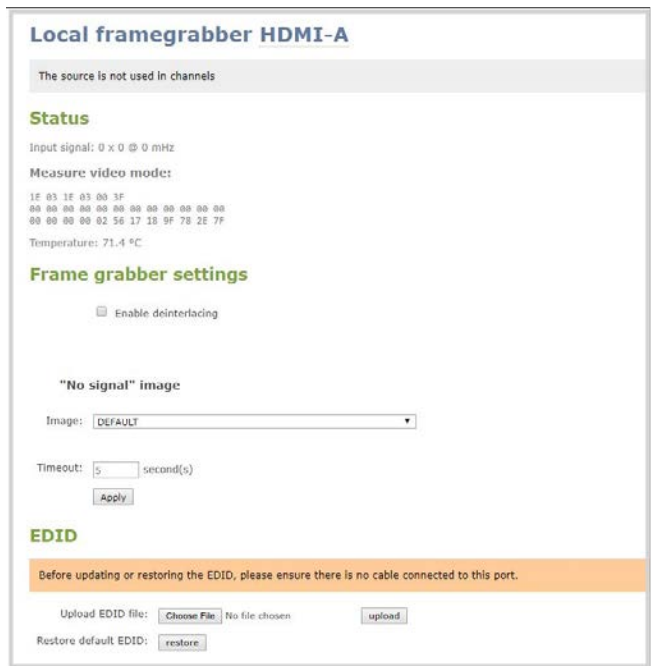 Local framegrabber HDMI-A
The source is not used in channels
Status
Input signal: 0 x 0 @ 0 mHz
Measure video mode:
1E 03 1E 03 00 3F
00 00 00 00 00 00 00 00 00 00 00 00 00
00 00 00 00 02 56 17 18 9F 78 2E 7F
Temperature: 71.4 ºC
Frame grabber settings
Enable deinterlacing
"No signal" image
Image: DEFAULT
Timeout: 5 second(s)
Apply
EDID
Before updating or restoring the EDID, please ensure there is no cable connected to this port.
Upload EDID file: Choose File No file chosen upload
Restore default EDID: restore